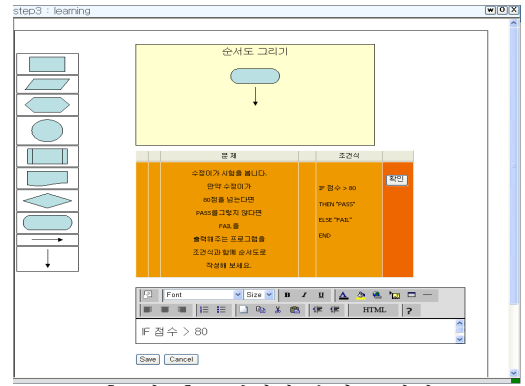 step3 : learning
w O X
순서도 그리기
문 제
조건식
수정이가 시험을 봅니다.
만약 수정이가
80점을 넘는다면
PASS를그렇지 않다면
FAIL을
출력해주는 프로그램을
조건식과 함께 순서도로
작성해 보세요.
IF 점수 > 80
THEN "PASS"
ELSE "FAIL"
END
확인
Font Size B I U
HTML ?
IF 점수 > 80
Save Cancel